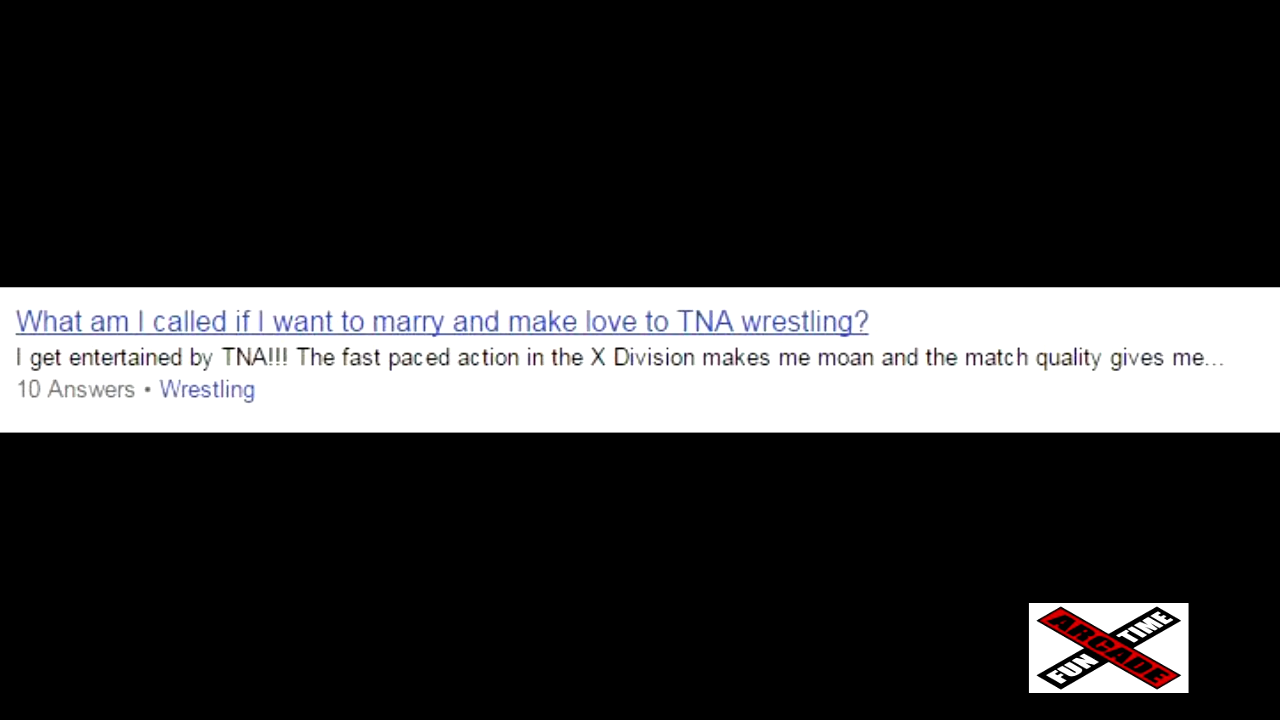 What am I called if I want to marry and make love to TNA wrestling?
I get entertained by TNA!!! The fast paced action in the X Division makes me moan and the match quality gives me...
10 Answers • Wrestling
ARCADE
FUN TIME